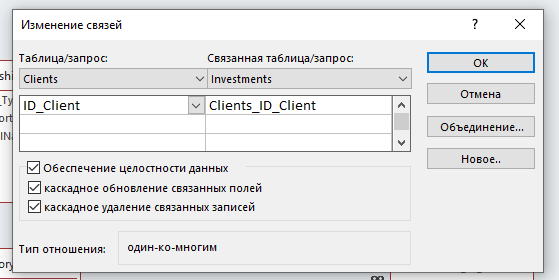 Изменение связей
? ×
Таблица/запрос: Связанная таблица/запрос:
Clients Investments
ID_Client Clients_ID_Client
Обеспечение целостности данных
каскадное обновление связанных полей
каскадное удаление связанных записей
Тип отношения: один-ко-многим
ОК
Отмена
Объединение...
Новое..